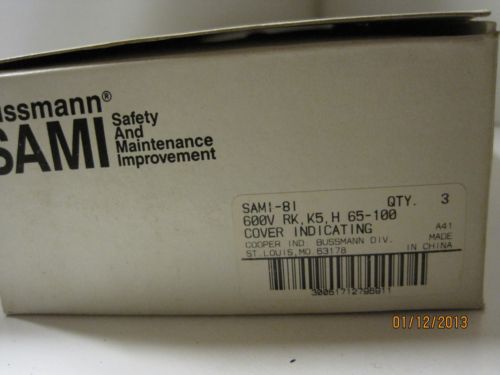 ussmann®
SAMI
Safety
And
Maintenance
Improvement
SAMI-8I QTY. 3
600V RK,K5,H 65-100
COVER INDICATING A41
COOPER IND BUSSMANN DIV. MADE
ST.LOUIS,MO 63178 IN CHINA
01/12/2013